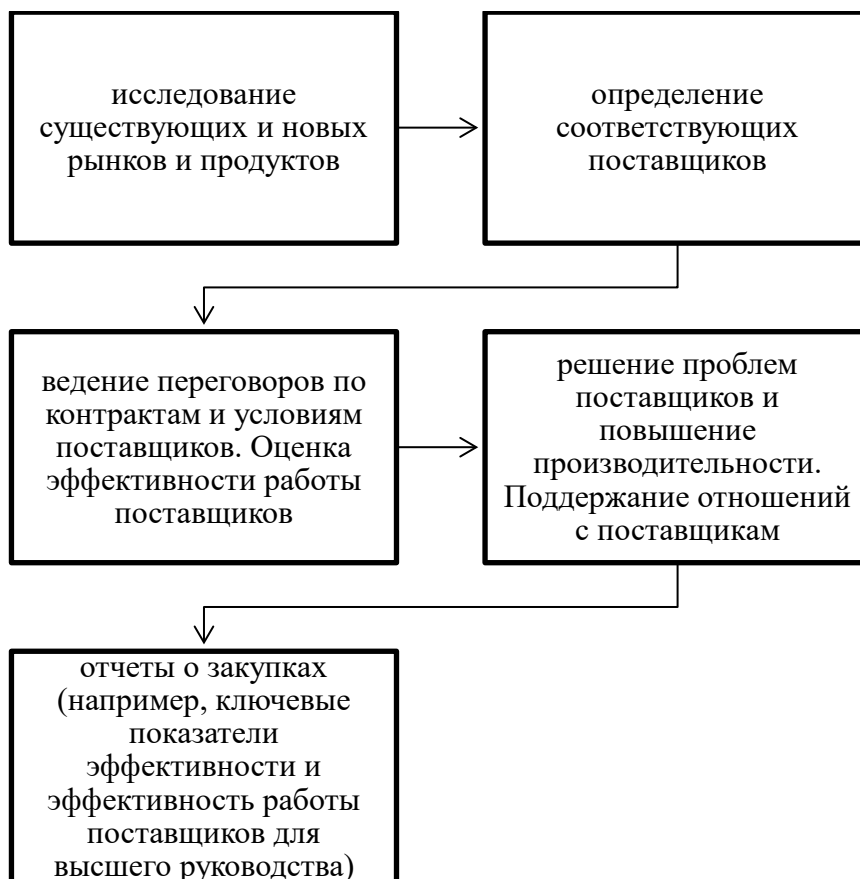 исследование
существующих и новых
рынков и продуктов
определение
соответствующих
поставщиков
ведение переговоров по
контрактам и условиям
поставщиков. Оценка
эффективности работы
поставщиков
решение проблем
поставщиков и
повышение
производительности.
Поддержание отношений
с поставщикам
отчеты о закупках
(например, ключевые
показатели
эффективности и
эффективность работы
поставщиков для
высшего руководства)